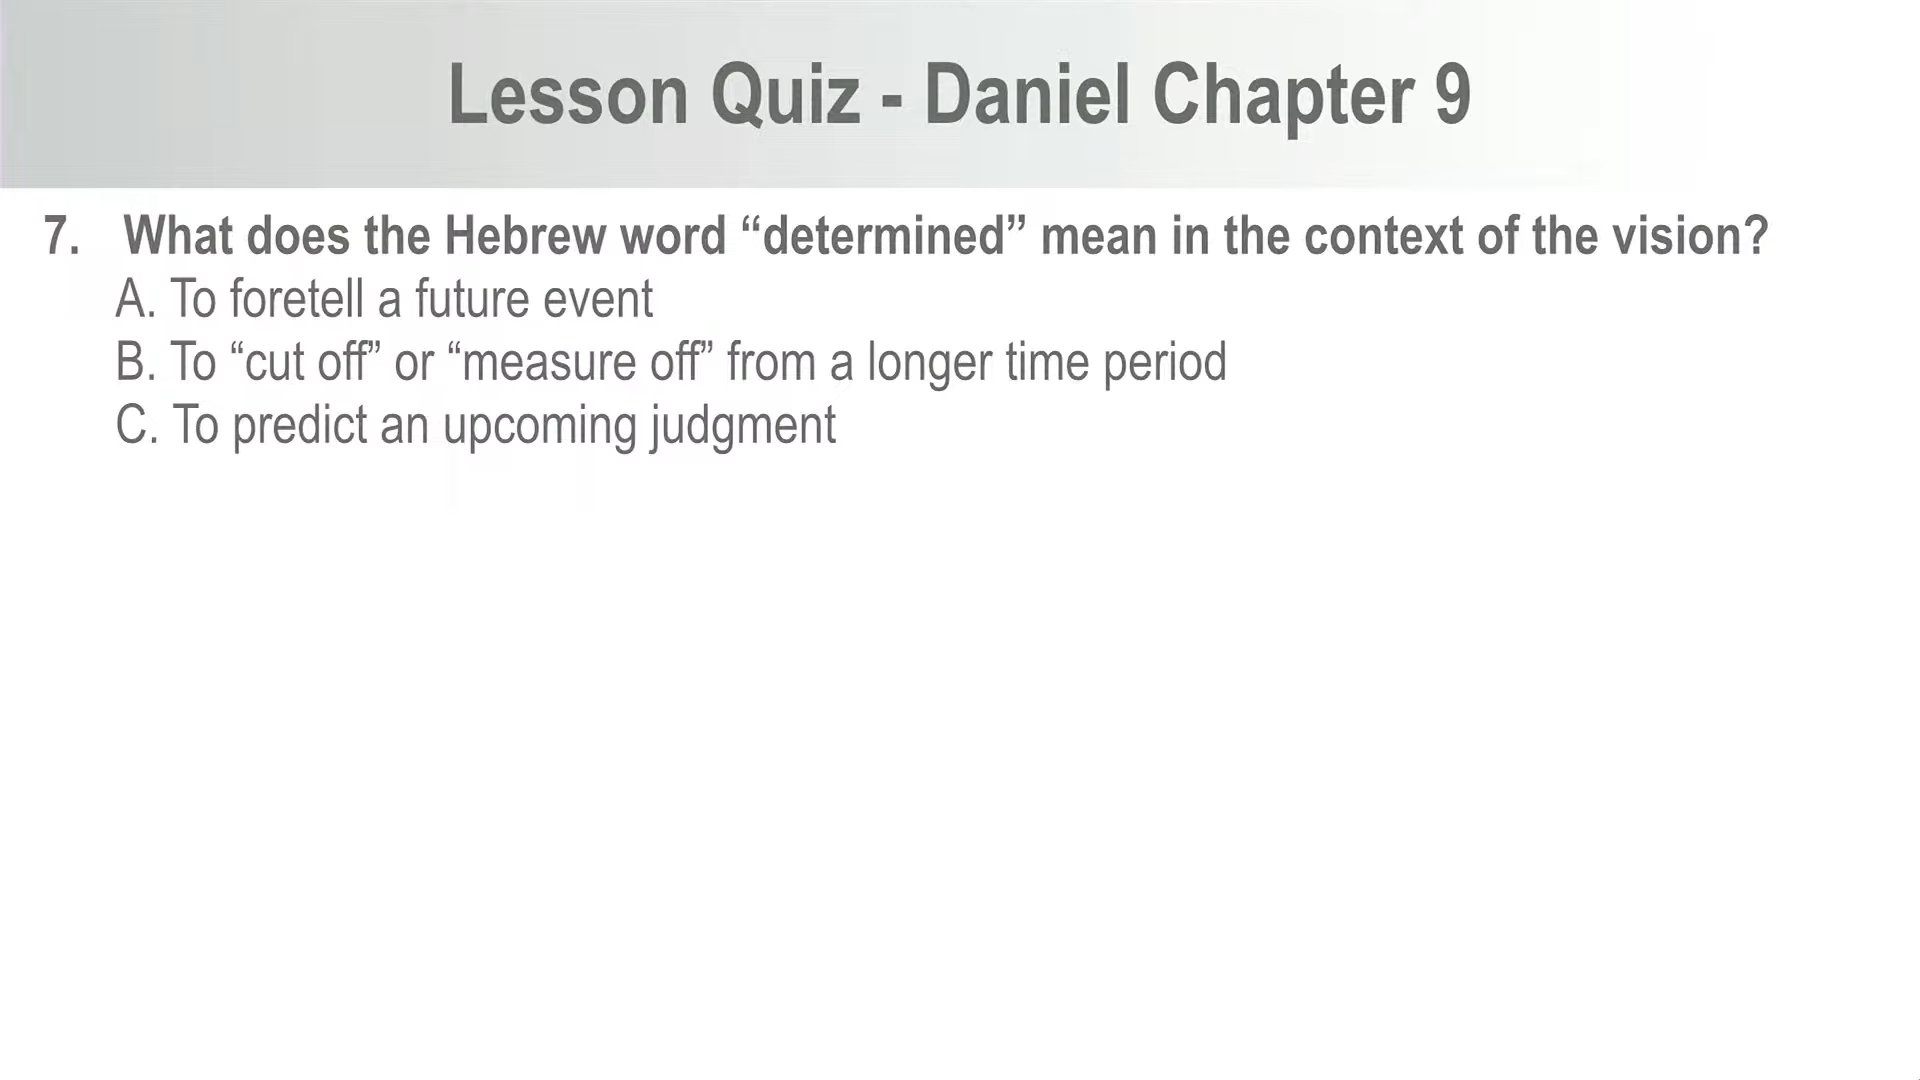 Lesson Quiz - Daniel Chapter 9
7. What does the Hebrew word “determined” mean in the context of the vision?
A. To foretell a future event
B. To “cut off” or “measure off” from a longer time period
C. To predict an upcoming judgment